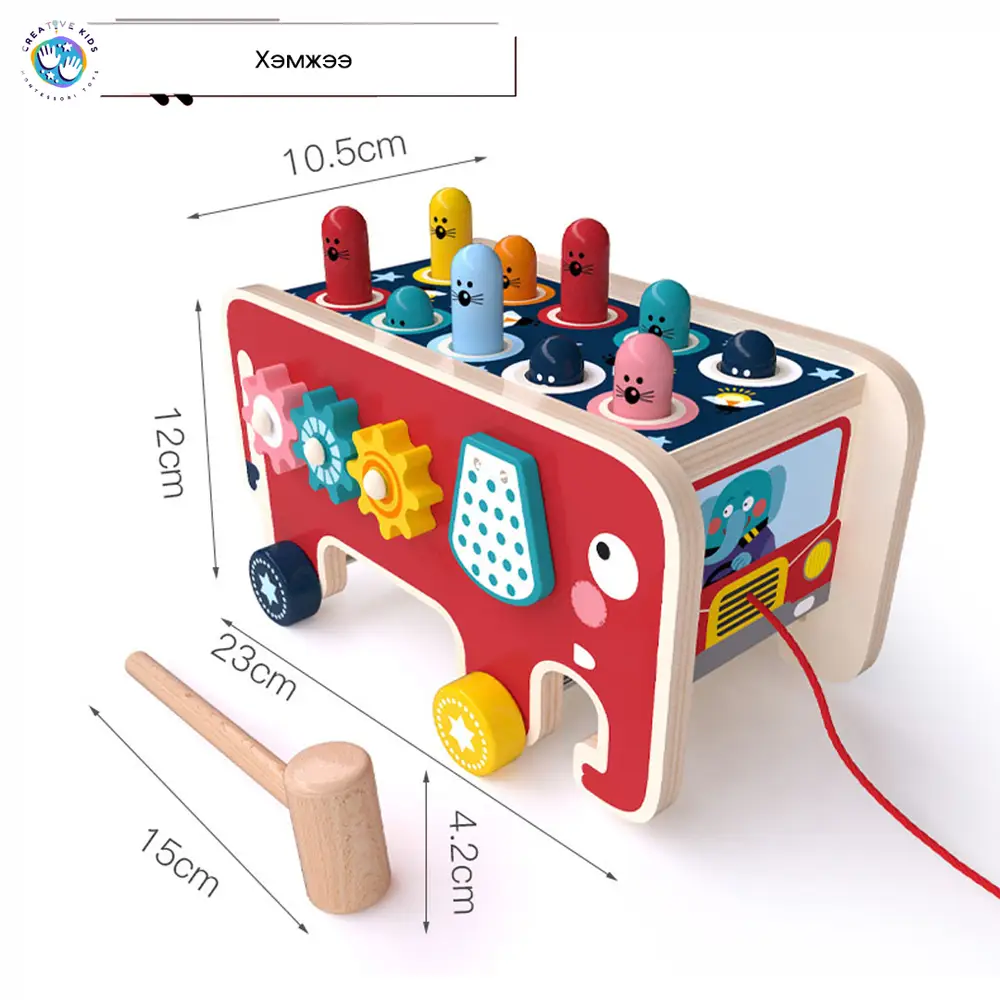 CREATIVE KIDS
MONTESSORI TOYS
Хэмжээ
10.5cm
12cm
23cm
15cm
4.2cm